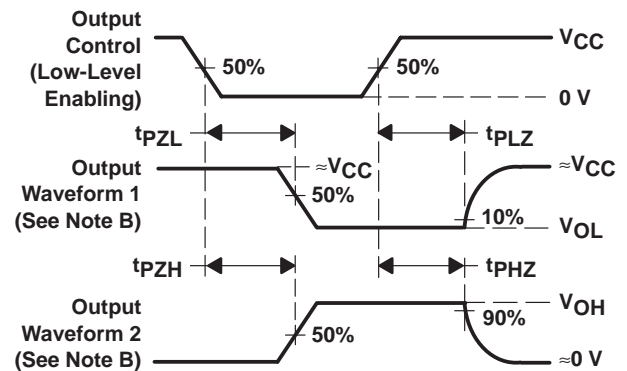 Output
Control
(Low-Level
Enabling)
50%
50%
VCC
0 V
tPZL
tPLZ
Output
Waveform 1
(See Note B)
≈VCC
50%
≈VCC
10%
VOL
tPZH
tPHZ
Output
Waveform 2
(See Note B)
50%
VOH
90%
≈0 V